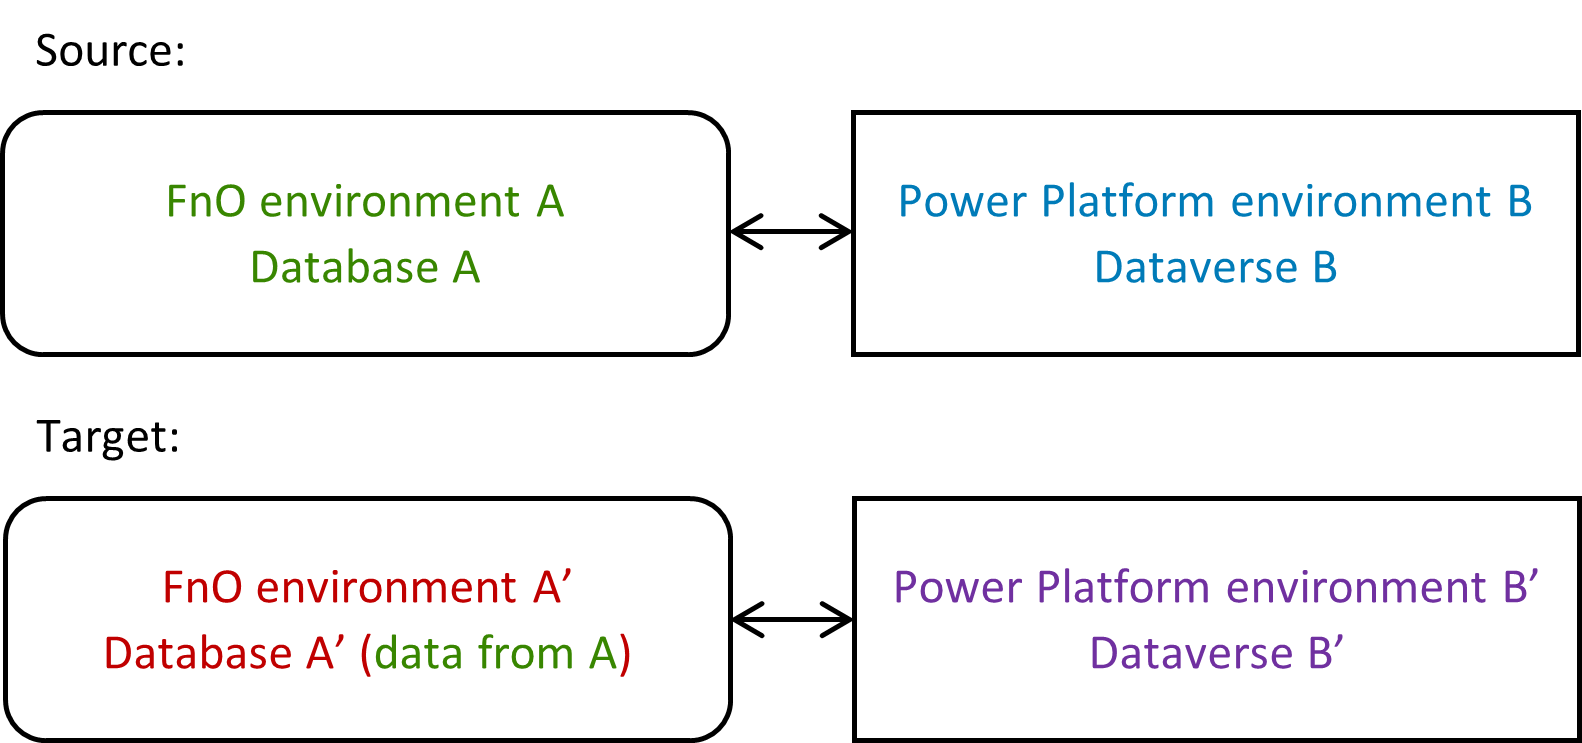 Source:
FnO environment A
Database A
Power Platform environment B
Dataverse B
Target:
FnO environment A’
Database A’ (data from A)
Power Platform environment B’
Dataverse B’